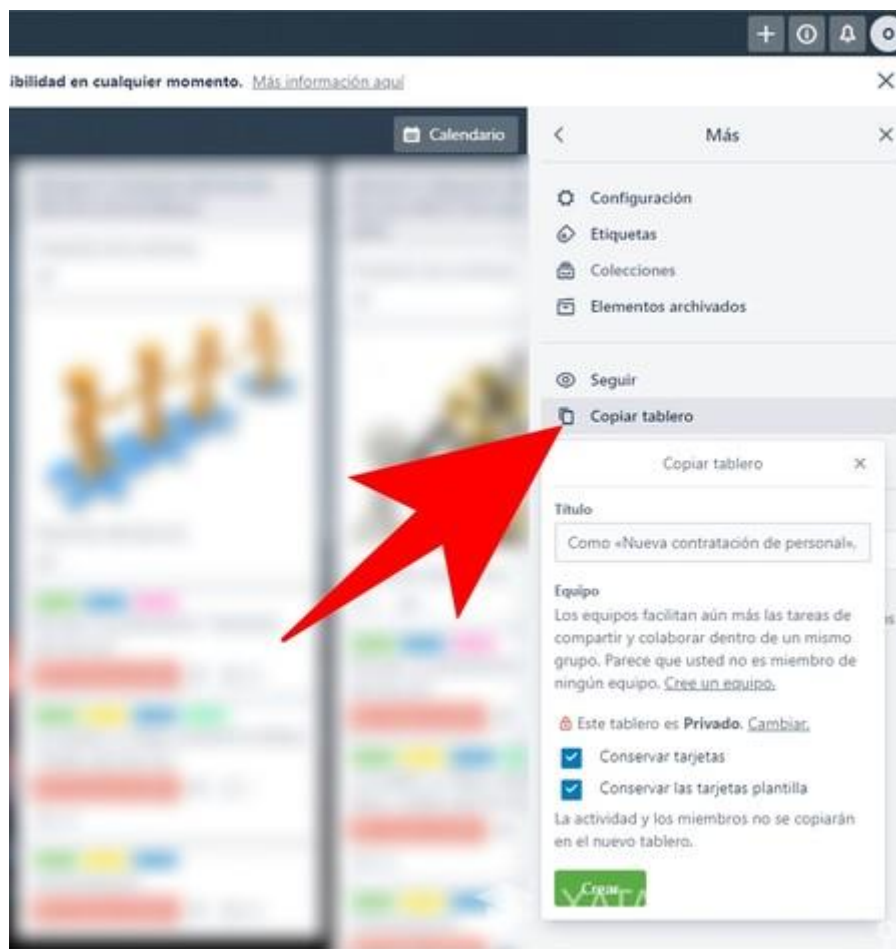 O
ibilidad en cualquier momento. Más información aquí
Calendario
Más
Configuración
Etiquetas
Colecciones
Elementos archivados
Seguir
Copiar tablero
Copiar tablero
Título
Como «Nueva contratación de personal»,
Equipo
Los equipos facilitan aún más las tareas de
compartir y colaborar dentro de un mismo
grupo. Parece que usted no es miembro de
ningún equipo. Cree un equipo.
Este tablero es Privado. Cambiar.
Conservar tarjetas
Conservar las tarjetas plantilla
La actividad y los miembros no se copiarán
en el nuevo tablero.
Crear